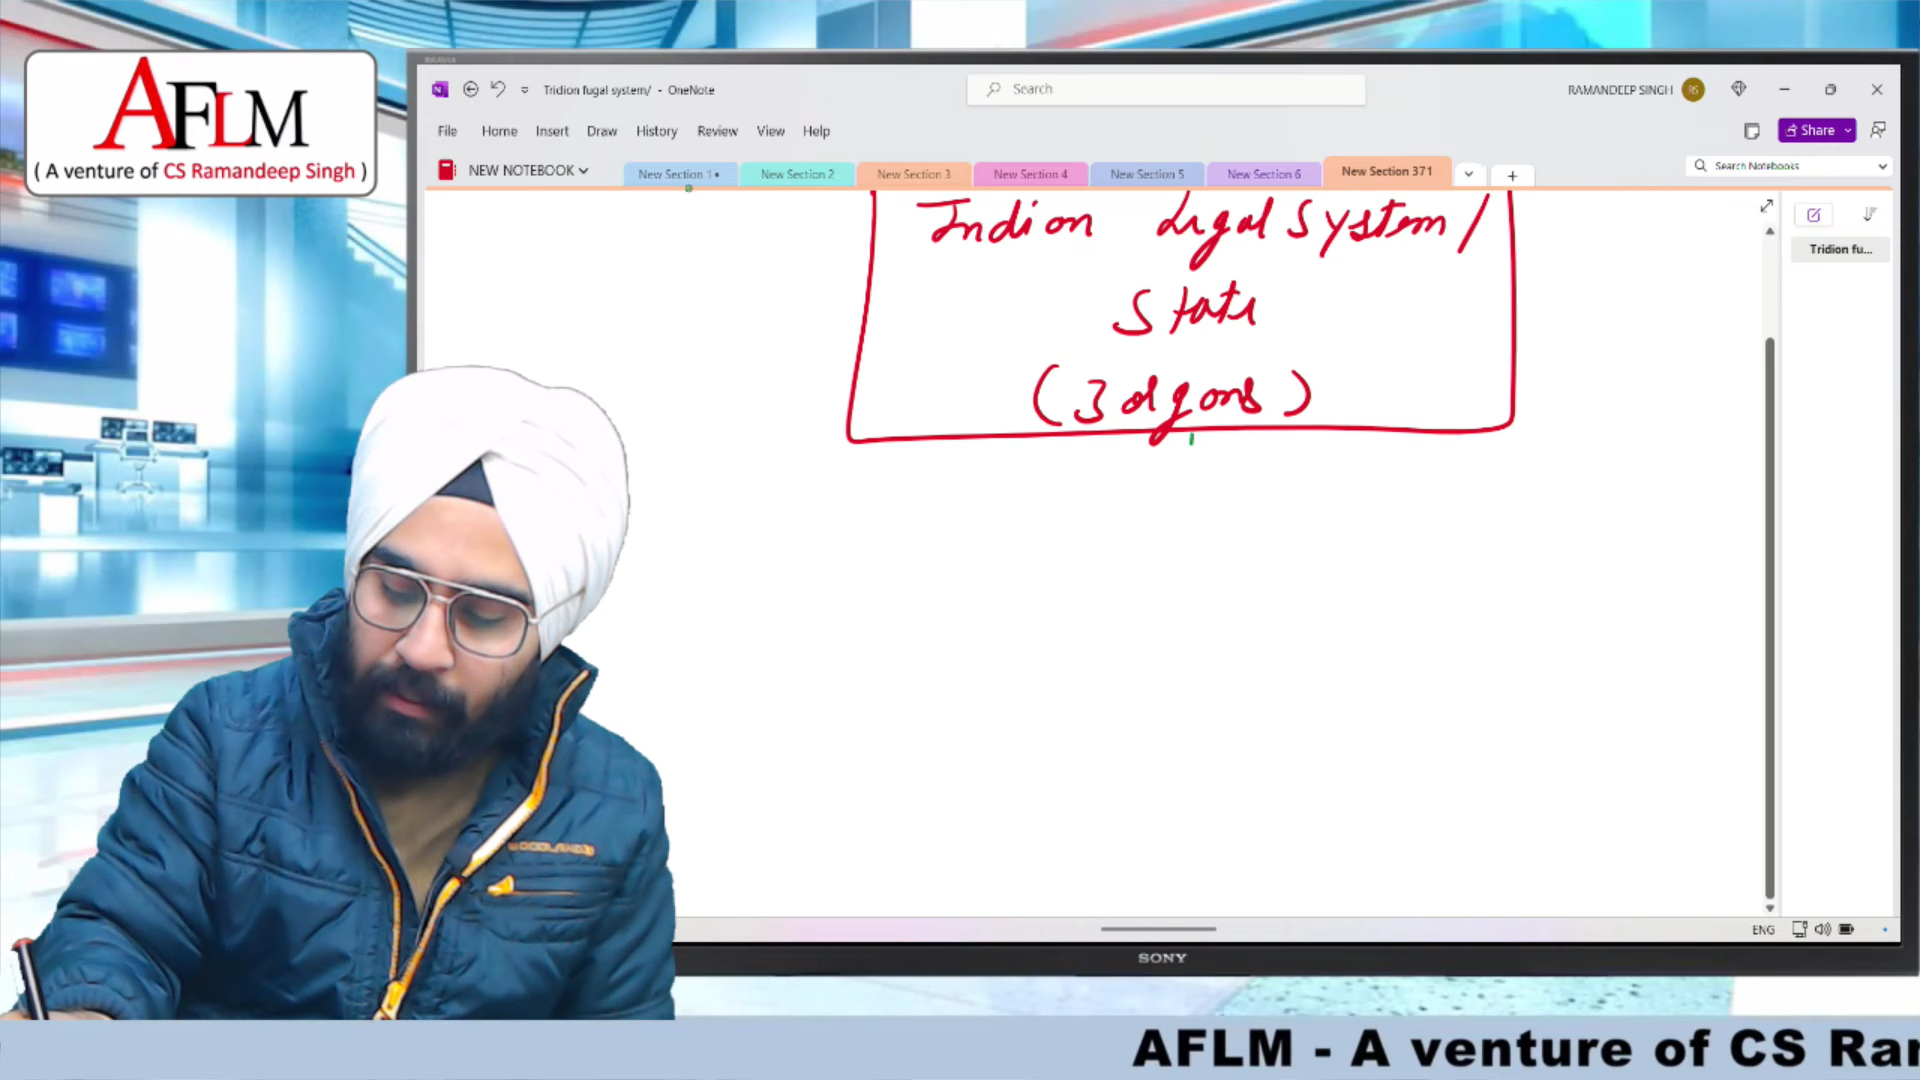 AFLM
( A venture of CS Ramandeep Singh )
BRAVIA
Tridion fugal system/ - OneNote
Search
RAMANDEEP SINGH
RS
File Home Insert Draw History Review View Help
Share
NEW NOTEBOOK
New Section 1
New Section 2
New Section 3
New Section 4
New Section 5
New Section 6
New Section 371
Search Notebooks
Tridion fu...
Indion Legal System/
State
(3 Organs)
ENG
SONY
AFLM - A venture of CS Ram